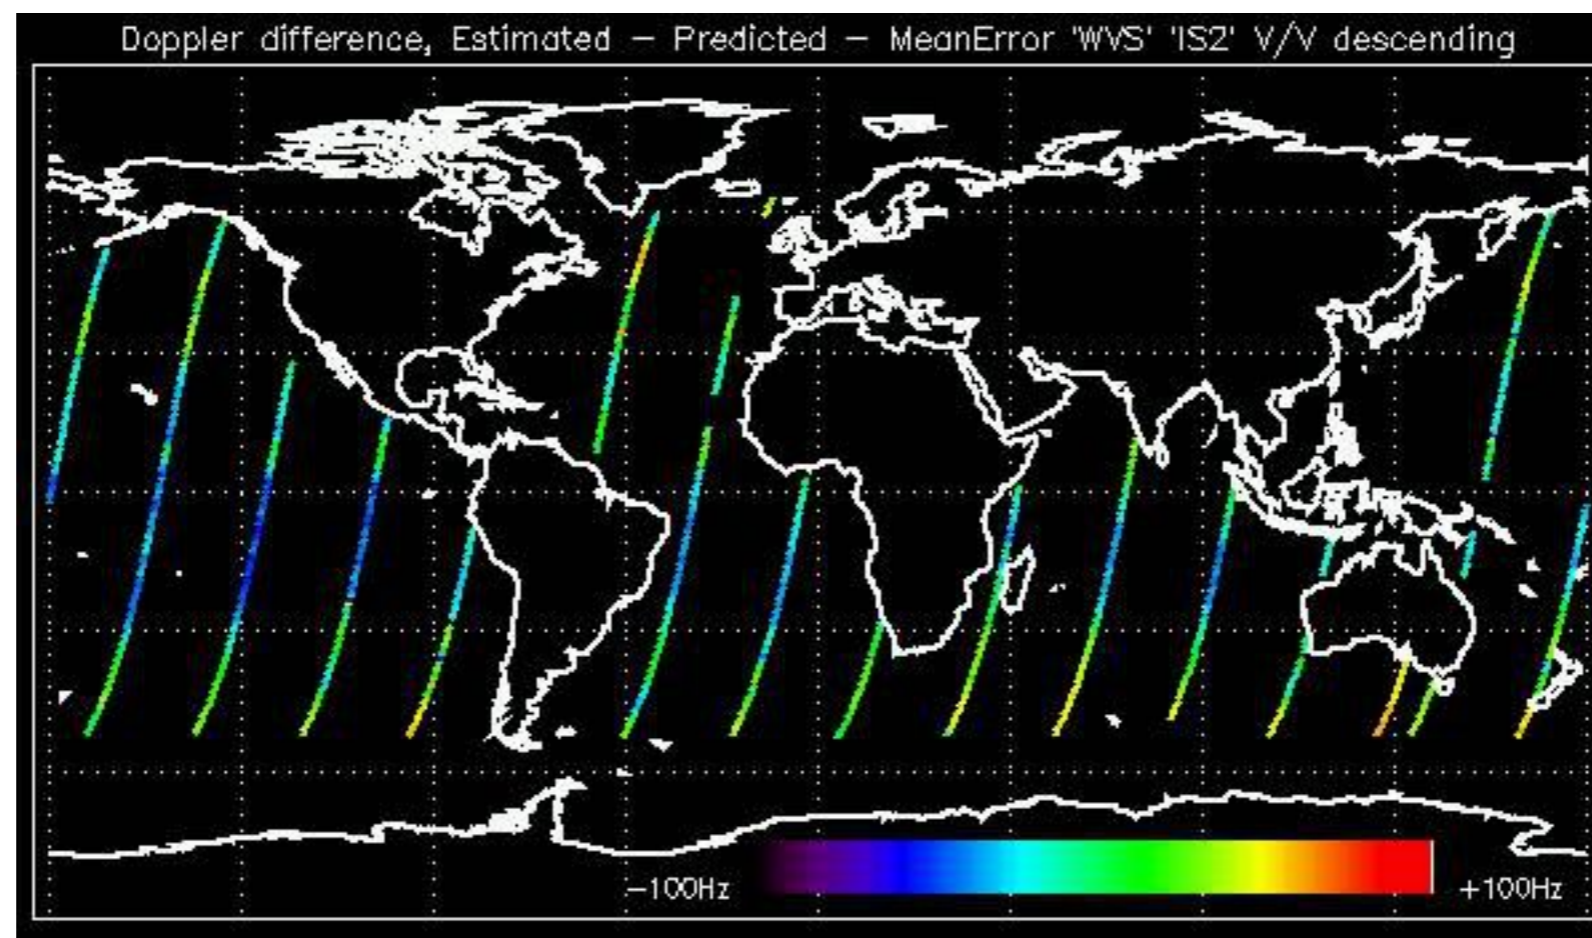 Doppler difference, Estimated – Predicted – MeanError 'WVS' 'IS2' V/V descending
–100Hz
+100Hz